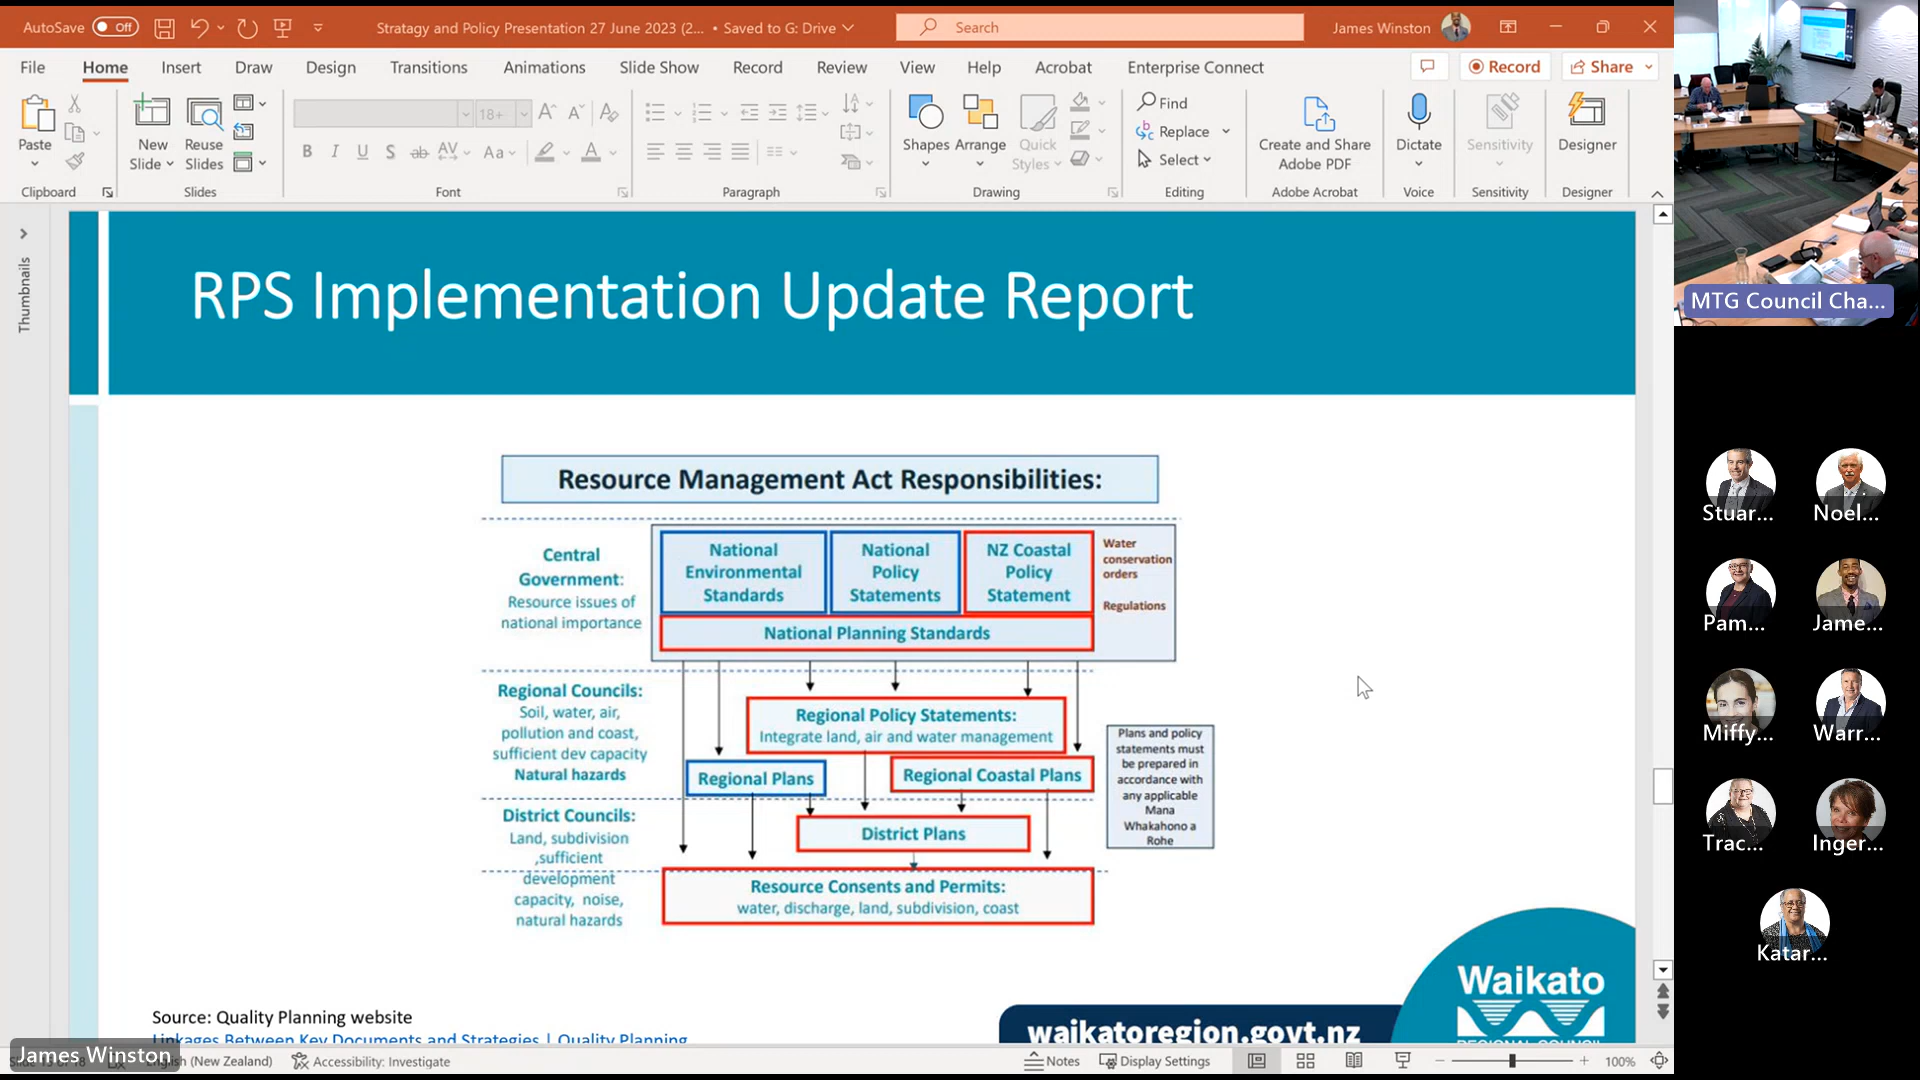 AutoSave Off
Stratagy and Policy Presentation 27 June 2023 (2... • Saved to G: Drive
Search
James Winston
File Home Insert Draw Design Transitions Animations Slide Show Record Review View Help Acrobat Enterprise Connect
Record
Share
Paste
New Slide
Reuse Slides
18+
Shapes
Arrange
Quick Styles
Find
Replace
Select
Create and Share Adobe PDF
Dictate
Sensitivity
Designer
Clipboard
Slides
Font
Paragraph
Drawing
Editing
Adobe Acrobat
Voice
Sensitivity
Designer
Thumbnails
RPS Implementation Update Report
Resource Management Act Responsibilities:
Central
Government:
Resource issues of
national importance
National
Environmental
Standards
National
Policy
Statements
NZ Coastal
Policy
Statement
Water
conservation
orders
Regulations
National Planning Standards
Regional Councils:
Soil, water, air,
pollution and coast,
sufficient dev capacity
Natural hazards
Regional Policy Statements:
Integrate land, air and water management
Regional Plans
Regional Coastal Plans
Plans and policy
statements must
be prepared in
accordance with
any applicable
Mana
Whakahono a
Rohe
District Councils:
Land, subdivision
,sufficient
development
capacity, noise,
natural hazards
District Plans
Resource Consents and Permits:
water, discharge, land, subdivision, coast
Source: Quality Planning website
Linkages Between Key Documents and Strategies | Quality Planning
waikatoregion.govt.nz
Waikato
REGIONAL COUNCIL
James Winston
English (New Zealand)
Accessibility: Investigate
Notes
Display Settings
100%
MTG Council Cha...
Stuar...
Noel...
Pam...
Jame...
Miffy...
Warr...
Trac...
Inger...
Katar...